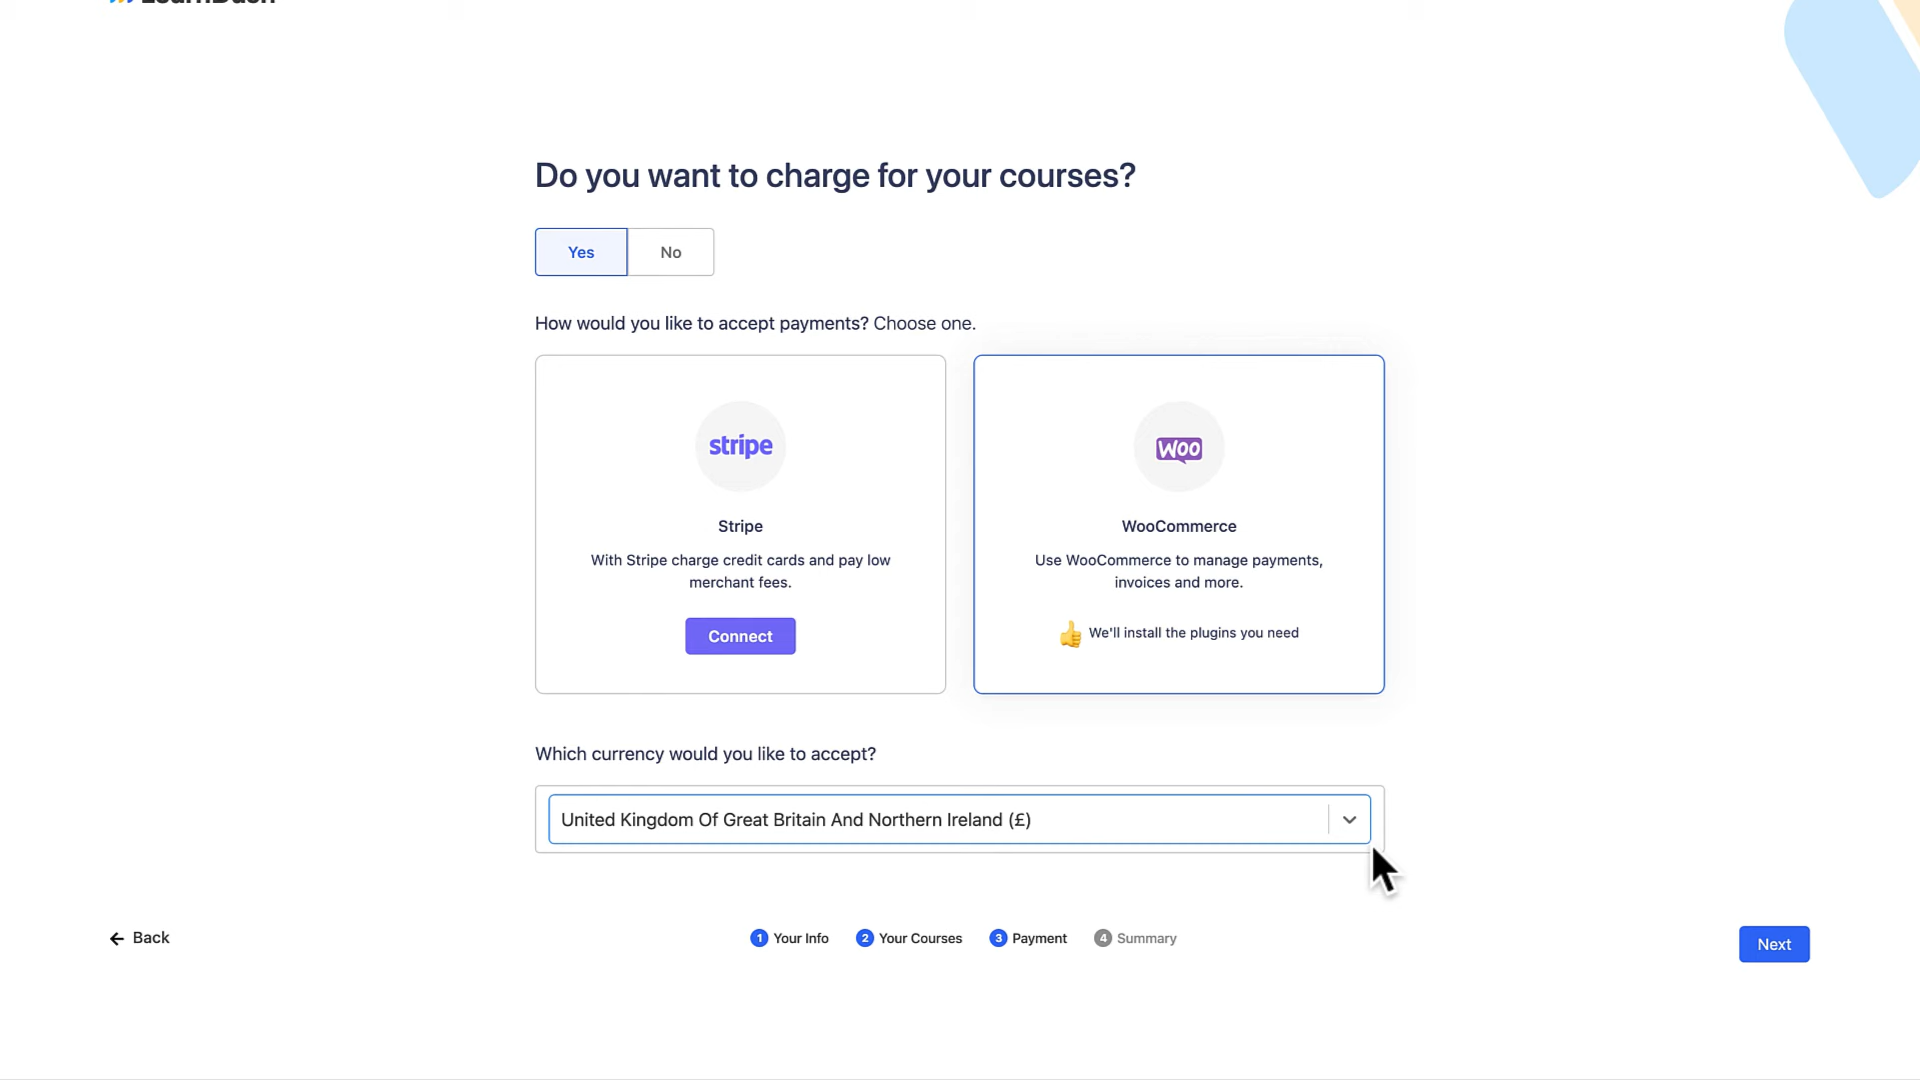 LearnDash
Do you want to charge for your courses?
Yes
No
How would you like to accept payments? Choose one.
stripe
Stripe
With Stripe charge credit cards and pay low
merchant fees.
Connect
WOO
WooCommerce
Use WooCommerce to manage payments,
invoices and more.
We'll install the plugins you need
Which currency would you like to accept?
United Kingdom Of Great Britain And Northern Ireland (£)
Back
1 Your Info
2 Your Courses
3 Payment
4 Summary
Next